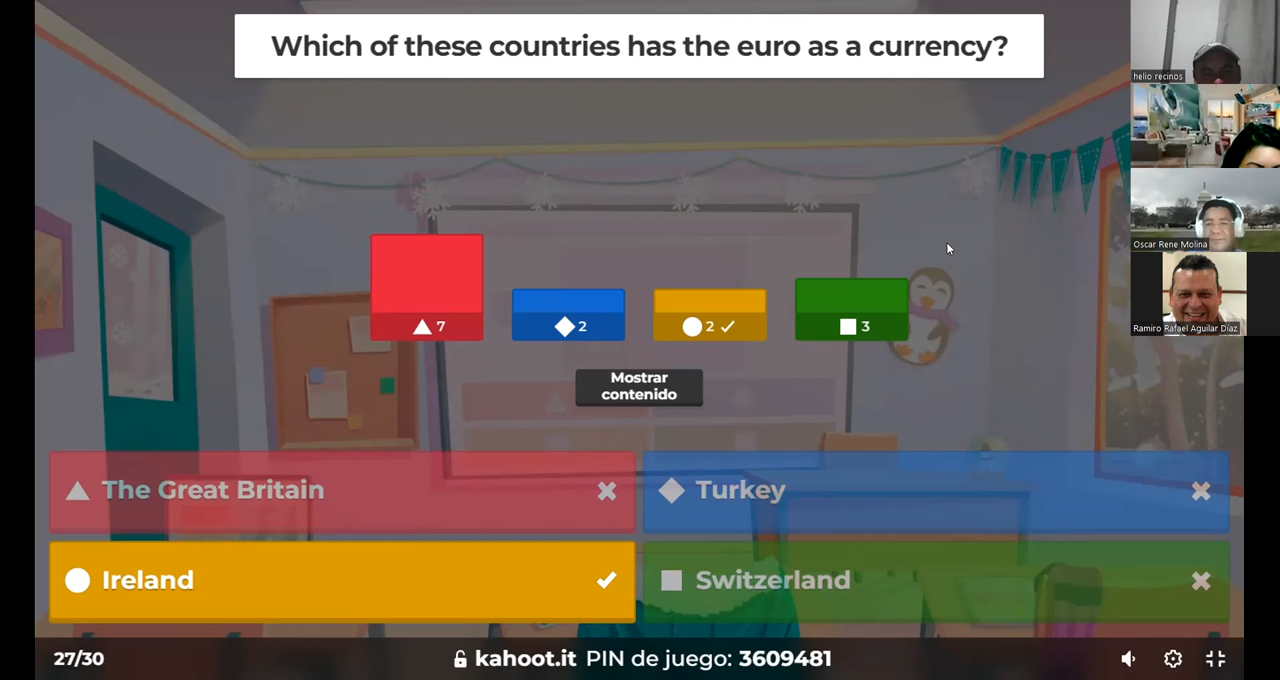 Which of these countries has the euro as a currency?
helio recinos
Oscar Rene Molina
Ramiro Rafael Aguilar Díaz
7
2
2
3
Mostrar
contenido
The Great Britain
Turkey
Ireland
Switzerland
27/30
kahoot.it PIN de juego: 3609481